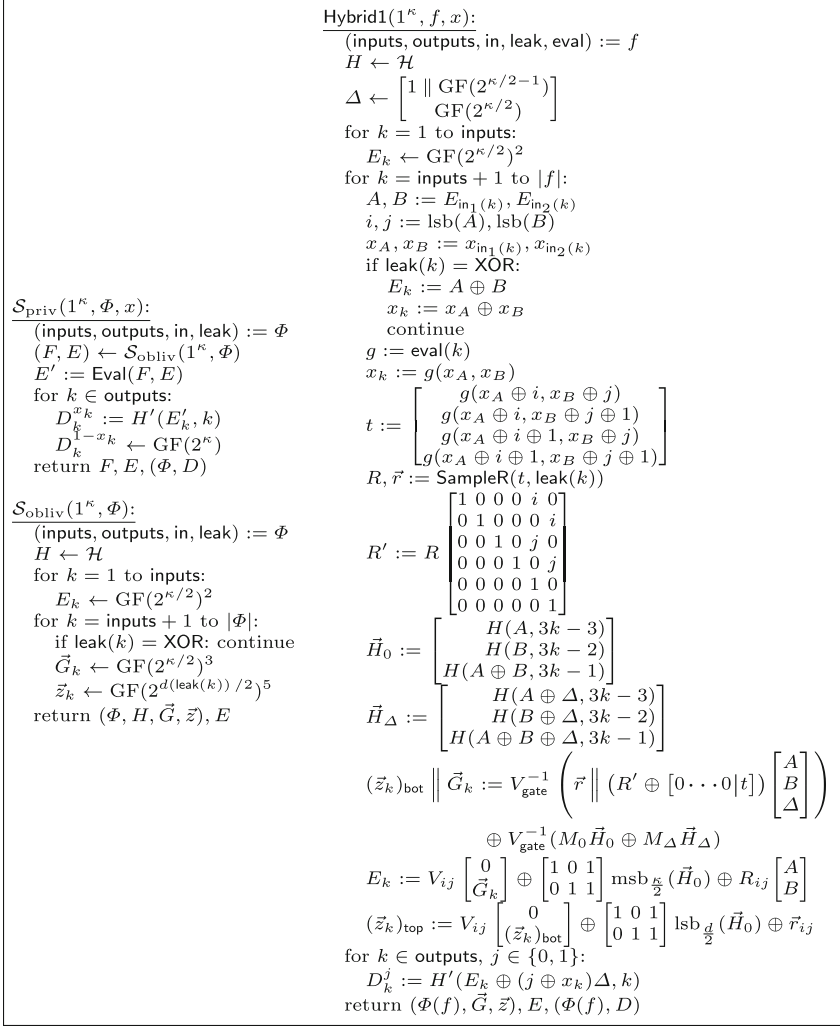 S_priv(1^κ, Φ, x):
(inputs, outputs, in, leak) := Φ
(F, E) ← S_obliv(1^κ, Φ)
E′ := Eval(F, E)
for k ∈ outputs:
D_k^{x_k} := H′(E′_k, k)
D_k^{1−x_k} ← GF(2^κ)
return F, E, (Φ, D)
S_obliv(1^κ, Φ):
(inputs, outputs, in, leak) := Φ
H ← ℋ
for k = 1 to inputs:
E_k ← GF(2^{κ/2})^2
for k = inputs + 1 to |Φ|:
if leak(k) = XOR: continue
G⃗_k ← GF(2^{κ/2})^3
z⃗_k ← GF(2^{d(leak(k)) /2})^5
return (Φ, H, G⃗, z⃗), E
Hybrid1(1^κ, f, x):
(inputs, outputs, in, leak, eval) := f
H ← ℋ
Δ ← [1 ∥ GF(2^{κ/2−1})
GF(2^{κ/2})]
for k = 1 to inputs:
E_k ← GF(2^{κ/2})^2
for k = inputs + 1 to |f|:
A, B := E_{in_1(k)}, E_{in_2(k)}
i, j := lsb(A), lsb(B)
x_A, x_B := x_{in_1(k)}, x_{in_2(k)}
if leak(k) = XOR:
E_k := A ⊕ B
x_k := x_A ⊕ x_B
continue
g := eval(k)
x_k := g(x_A, x_B)
t := [g(x_A ⊕ i, x_B ⊕ j)
g(x_A ⊕ i, x_B ⊕ j ⊕ 1)
g(x_A ⊕ i ⊕ 1, x_B ⊕ j)
g(x_A ⊕ i ⊕ 1, x_B ⊕ j ⊕ 1)]
R, r⃗ := SampleR(t, leak(k))
R′ := R [1 0 0 0 i 0
0 1 0 0 0 i
0 0 1 0 j 0
0 0 0 1 0 j
0 0 0 0 1 0
0 0 0 0 0 1]
H⃗_0 := [H(A, 3k − 3)
H(B, 3k − 2)
H(A ⊕ B, 3k − 1)]
H⃗_Δ := [H(A ⊕ Δ, 3k − 3)
H(B ⊕ Δ, 3k − 2)
H(A ⊕ B ⊕ Δ, 3k − 1)]
(z⃗_k)_bot ∥ G⃗_k := V_gate^{−1} (r⃗ ∥ (R′ ⊕ [0 ⋯ 0|t]) [A
B
Δ])
⊕ V_gate^{−1}(M_0 H⃗_0 ⊕ M_Δ H⃗_Δ)
E_k := V_{ij} [0
G⃗_k] ⊕ [1 0 1
0 1 1] msb_{κ/2}(H⃗_0) ⊕ R_{ij} [A
B]
(z⃗_k)_top := V_{ij} [0
(z⃗_k)_bot] ⊕ [1 0 1
0 1 1] lsb_{d/2}(H⃗_0) ⊕ r⃗_{ij}
for k ∈ outputs, j ∈ {0, 1}:
D_k^j := H′(E_k ⊕ (j ⊕ x_k)Δ, k)
return (Φ(f), G⃗, z⃗), E, (Φ(f), D)